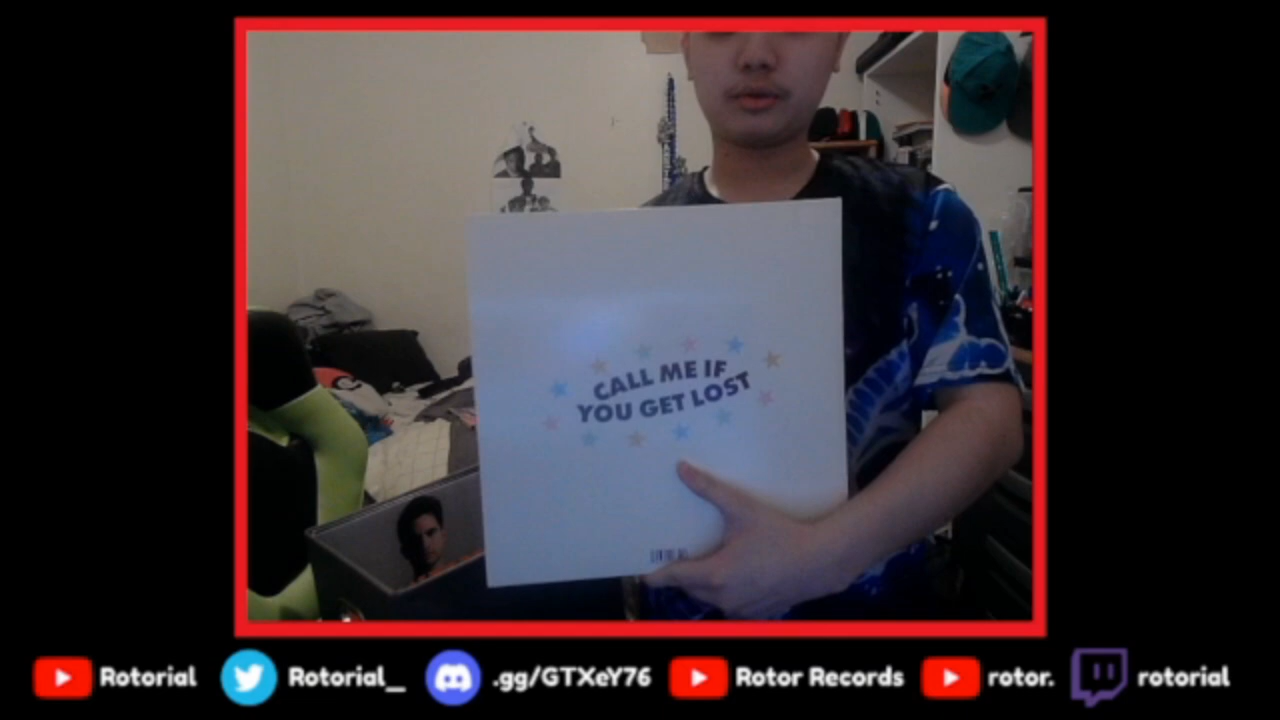 CALL ME IF
YOU GET LOST
Rotorial
Rotorial_
.gg/GTXeY76
Rotor Records
rotor.
rotorial